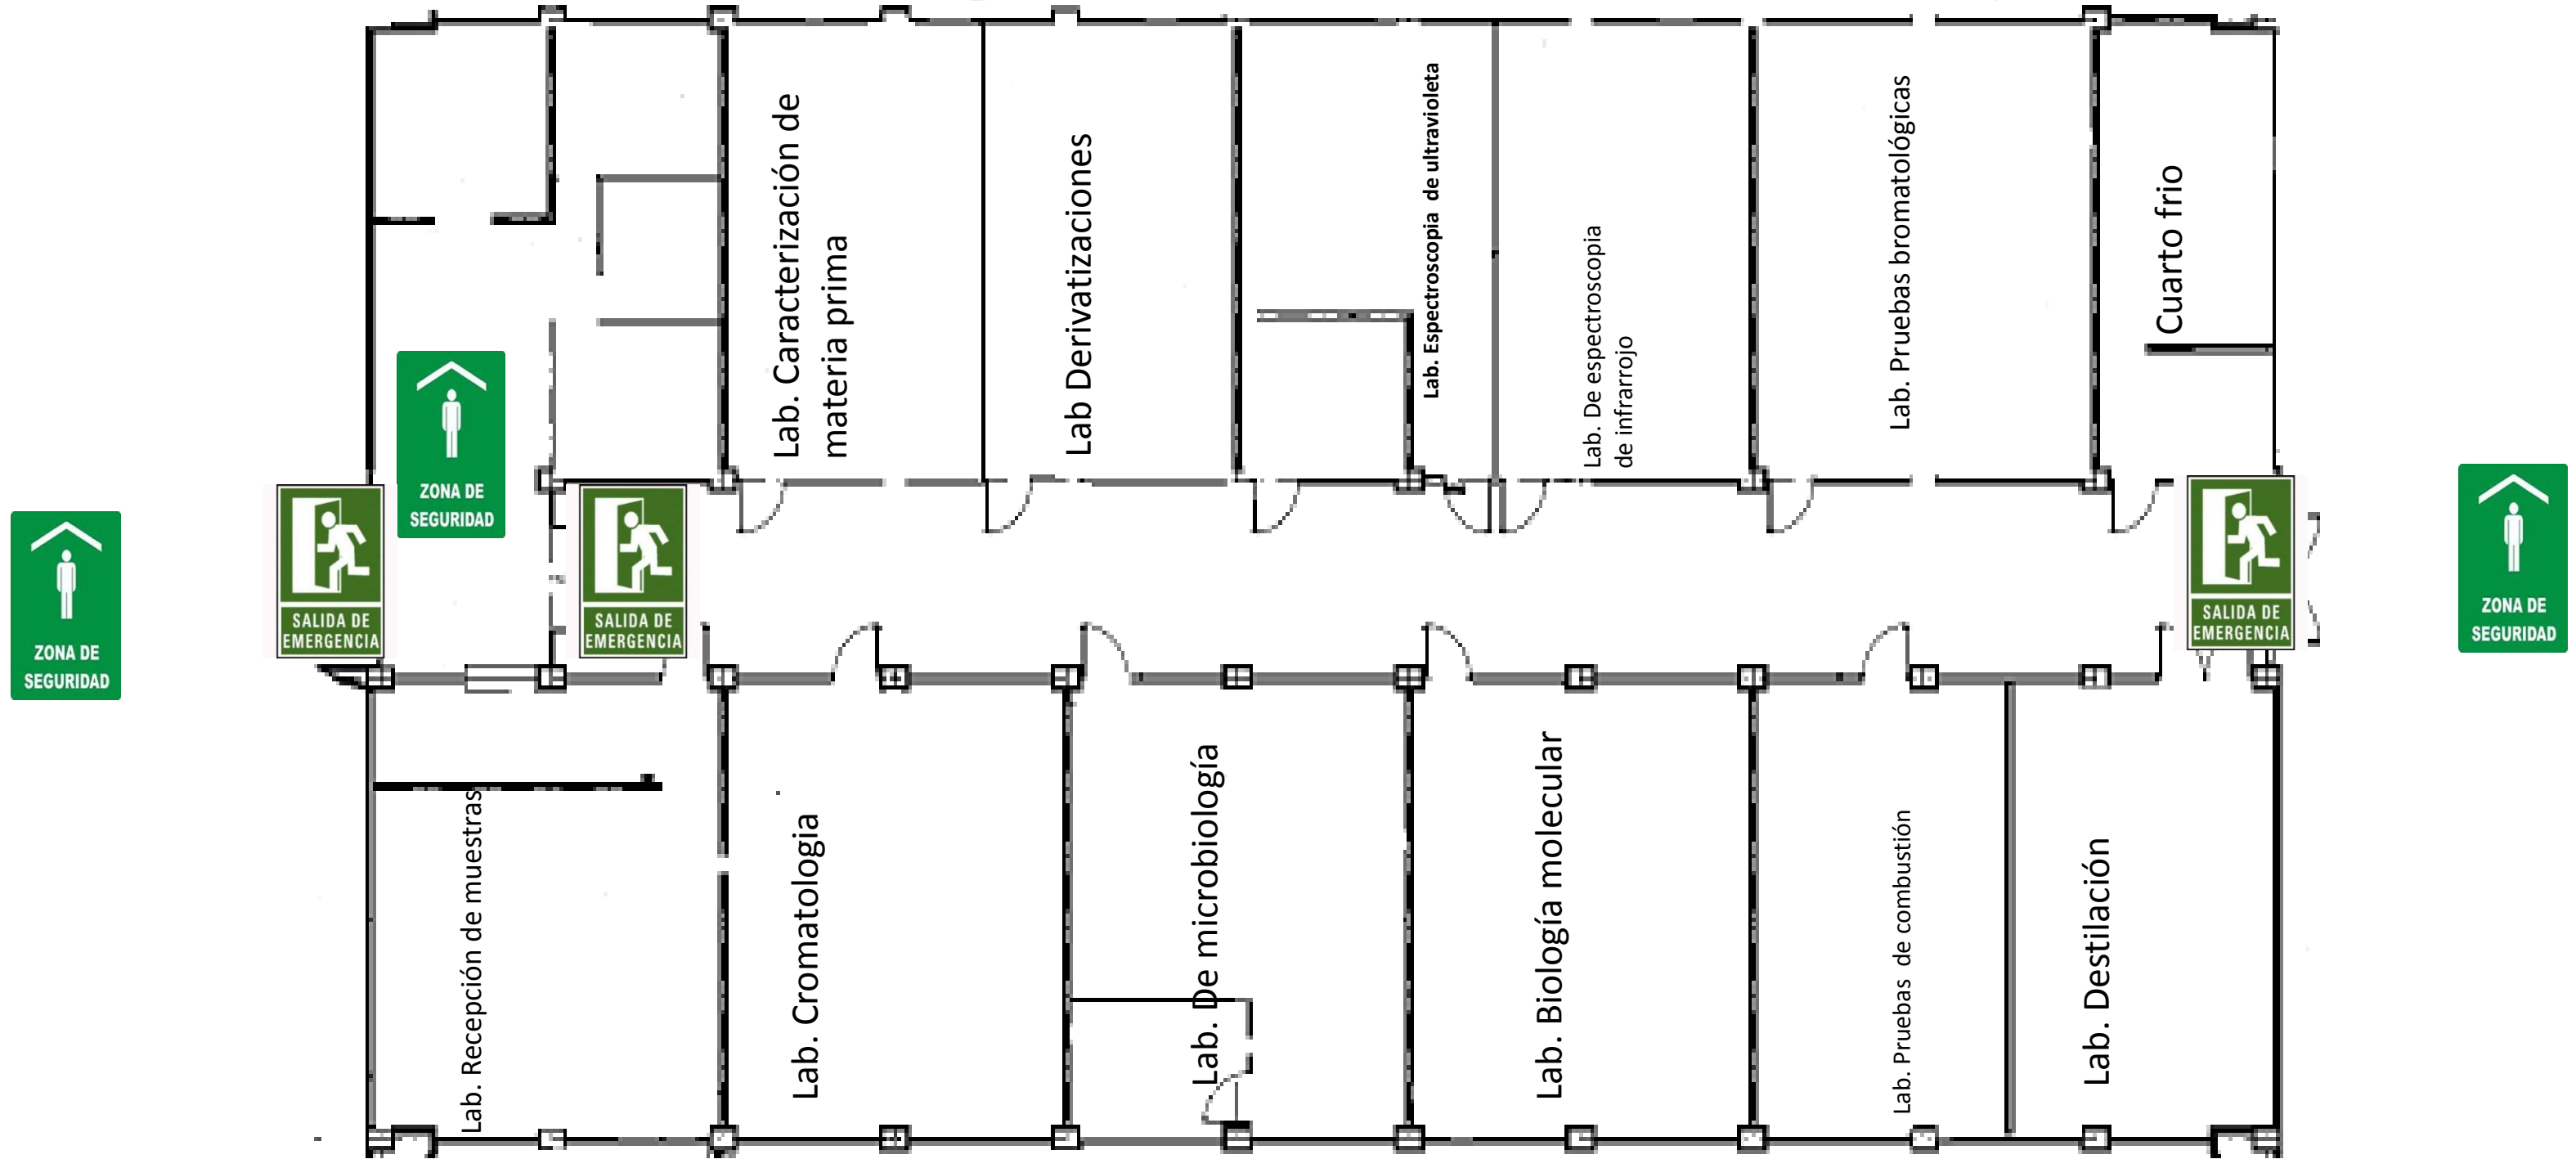 Lab. Caracterización de
materia prima
Lab Derivatizaciones
Lab. Espectroscopia de ultravioleta
Lab. De espectroscopia
de infrarrojo
Lab. Pruebas bromatológicas
Cuarto frio
ZONA DE
SEGURIDAD
SALIDA DE
EMERGENCIA
ZONA DE
SEGURIDAD
SALIDA DE
EMERGENCIA
SALIDA DE
EMERGENCIA
ZONA DE
SEGURIDAD
Lab. Recepción de muestras
Lab. Cromatologia
Lab. De microbiología
Lab. Biología molecular
Lab. Pruebas de combustión
Lab. Destilación